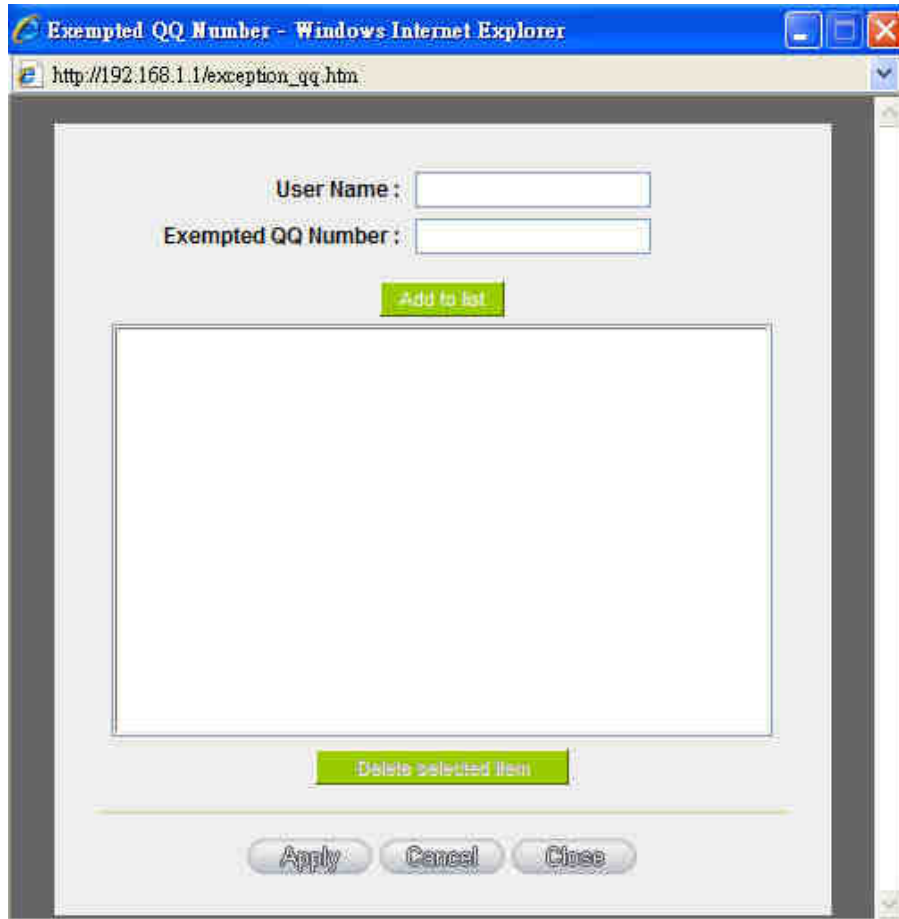 Exempted QQ Number - Windows Internet Explorer
http://192.168.1.1/exception_qq.htm
User Name :
Exempted QQ Number :
Add to list
Delete selected item
Apply Cancel Close